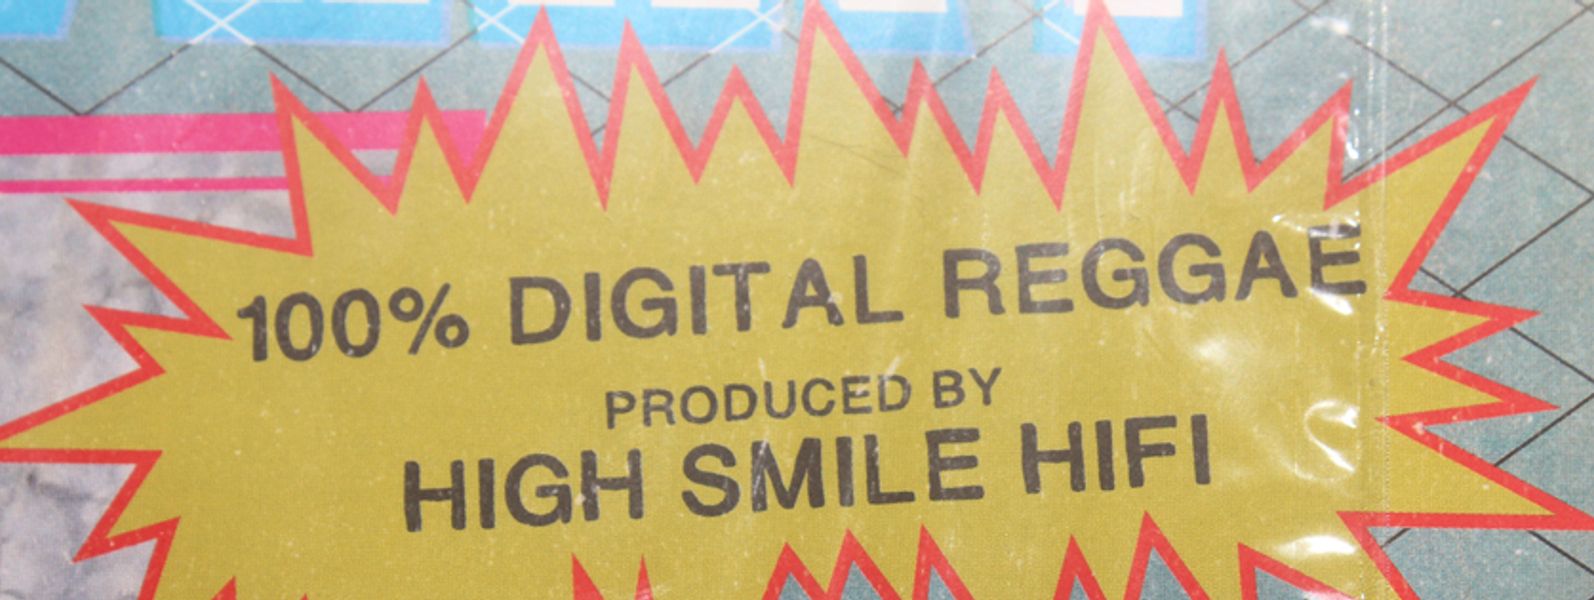 100% DIGITAL REGGAE
PRODUCED BY
HIGH SMILE HIFI